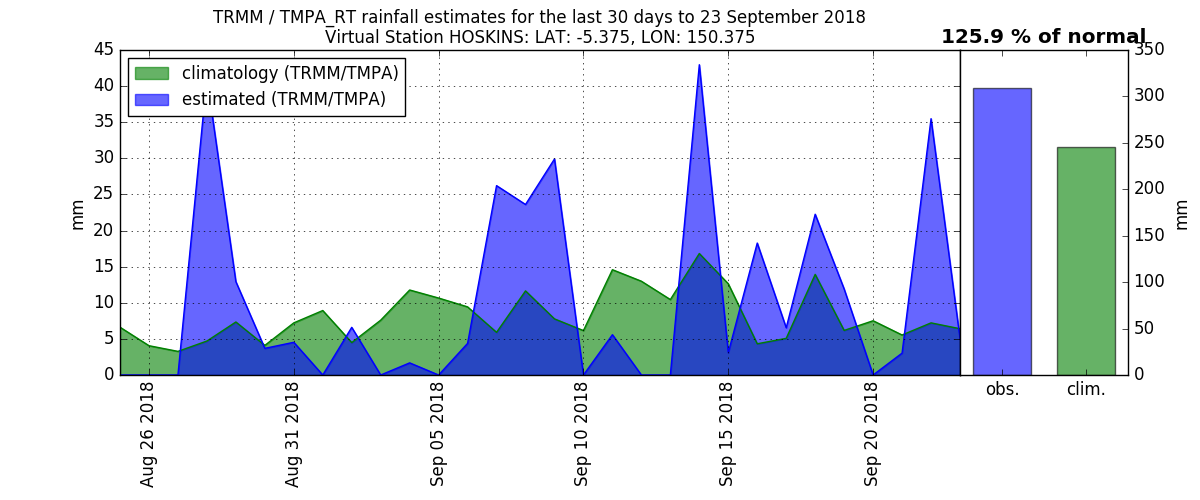 TRMM / TMPA_RT rainfall estimates for the last 30 days to 23 September 2018
Virtual Station HOSKINS: LAT: -5.375, LON: 150.375
125.9 % of normal
climatology (TRMM/TMPA)
estimated (TRMM/TMPA)
45
40
35
30
25
20
15
10
5
0
mm
Aug 26 2018
Aug 31 2018
Sep 05 2018
Sep 10 2018
Sep 15 2018
Sep 20 2018
obs.
clim.
350
300
250
200
150
100
50
0
mm